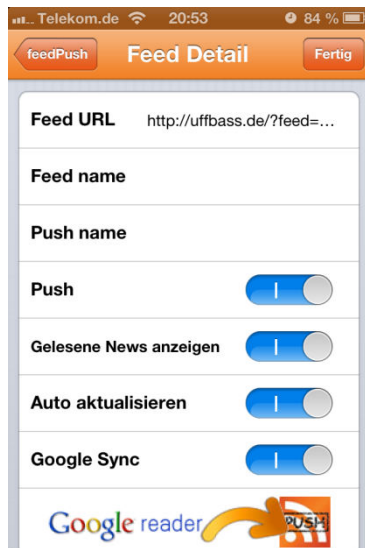 Telekom.de 20:53 84 %
feedPush Feed Detail Fertig
Feed URL http://uffbass.de/?feed=...
Feed name
Push name
Push
Gelesene News anzeigen
Auto aktualisieren
Google Sync
Google reader PUSH